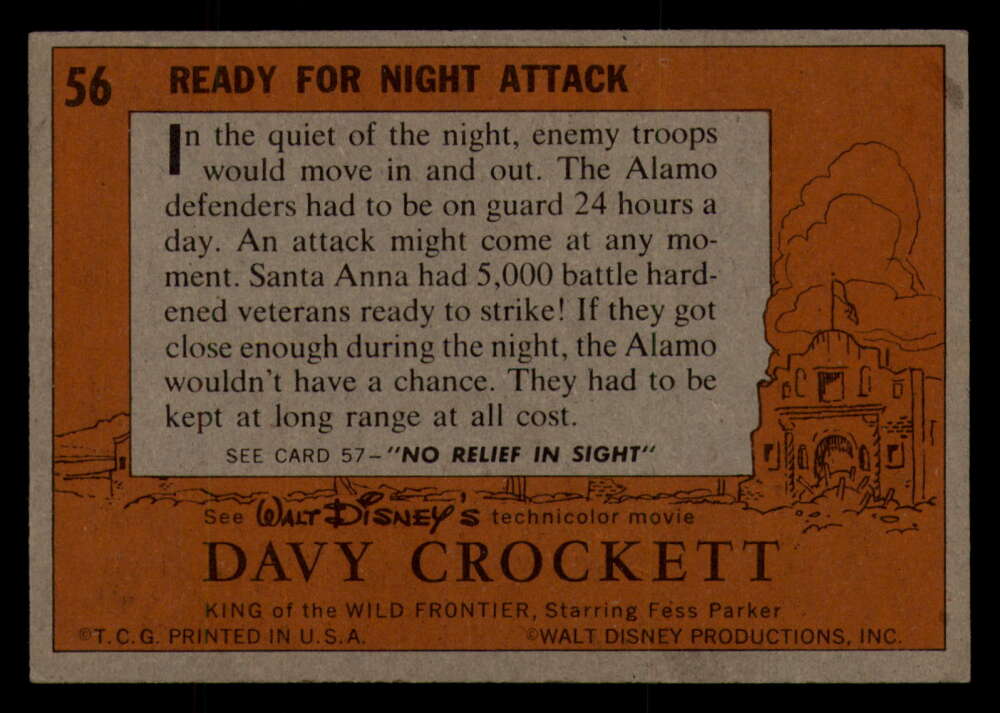 56 READY FOR NIGHT ATTACK
In the quiet of the night, enemy troops
would move in and out. The Alamo
defenders had to be on guard 24 hours a
day. An attack might come at any mo-
ment. Santa Anna had 5,000 battle hard-
ened veterans ready to strike! If they got
close enough during the night, the Alamo
wouldn't have a chance. They had to be
kept at long range at all cost.
SEE CARD 57-"NO RELIEF IN SIGHT"
See WALT DISNEY'S technicolor movie
DAVY CROCKETT
KING of the WILD FRONTIER, Starring Fess Parker
©T.C.G. PRINTED IN U.S.A. ©WALT DISNEY PRODUCTIONS, INC.